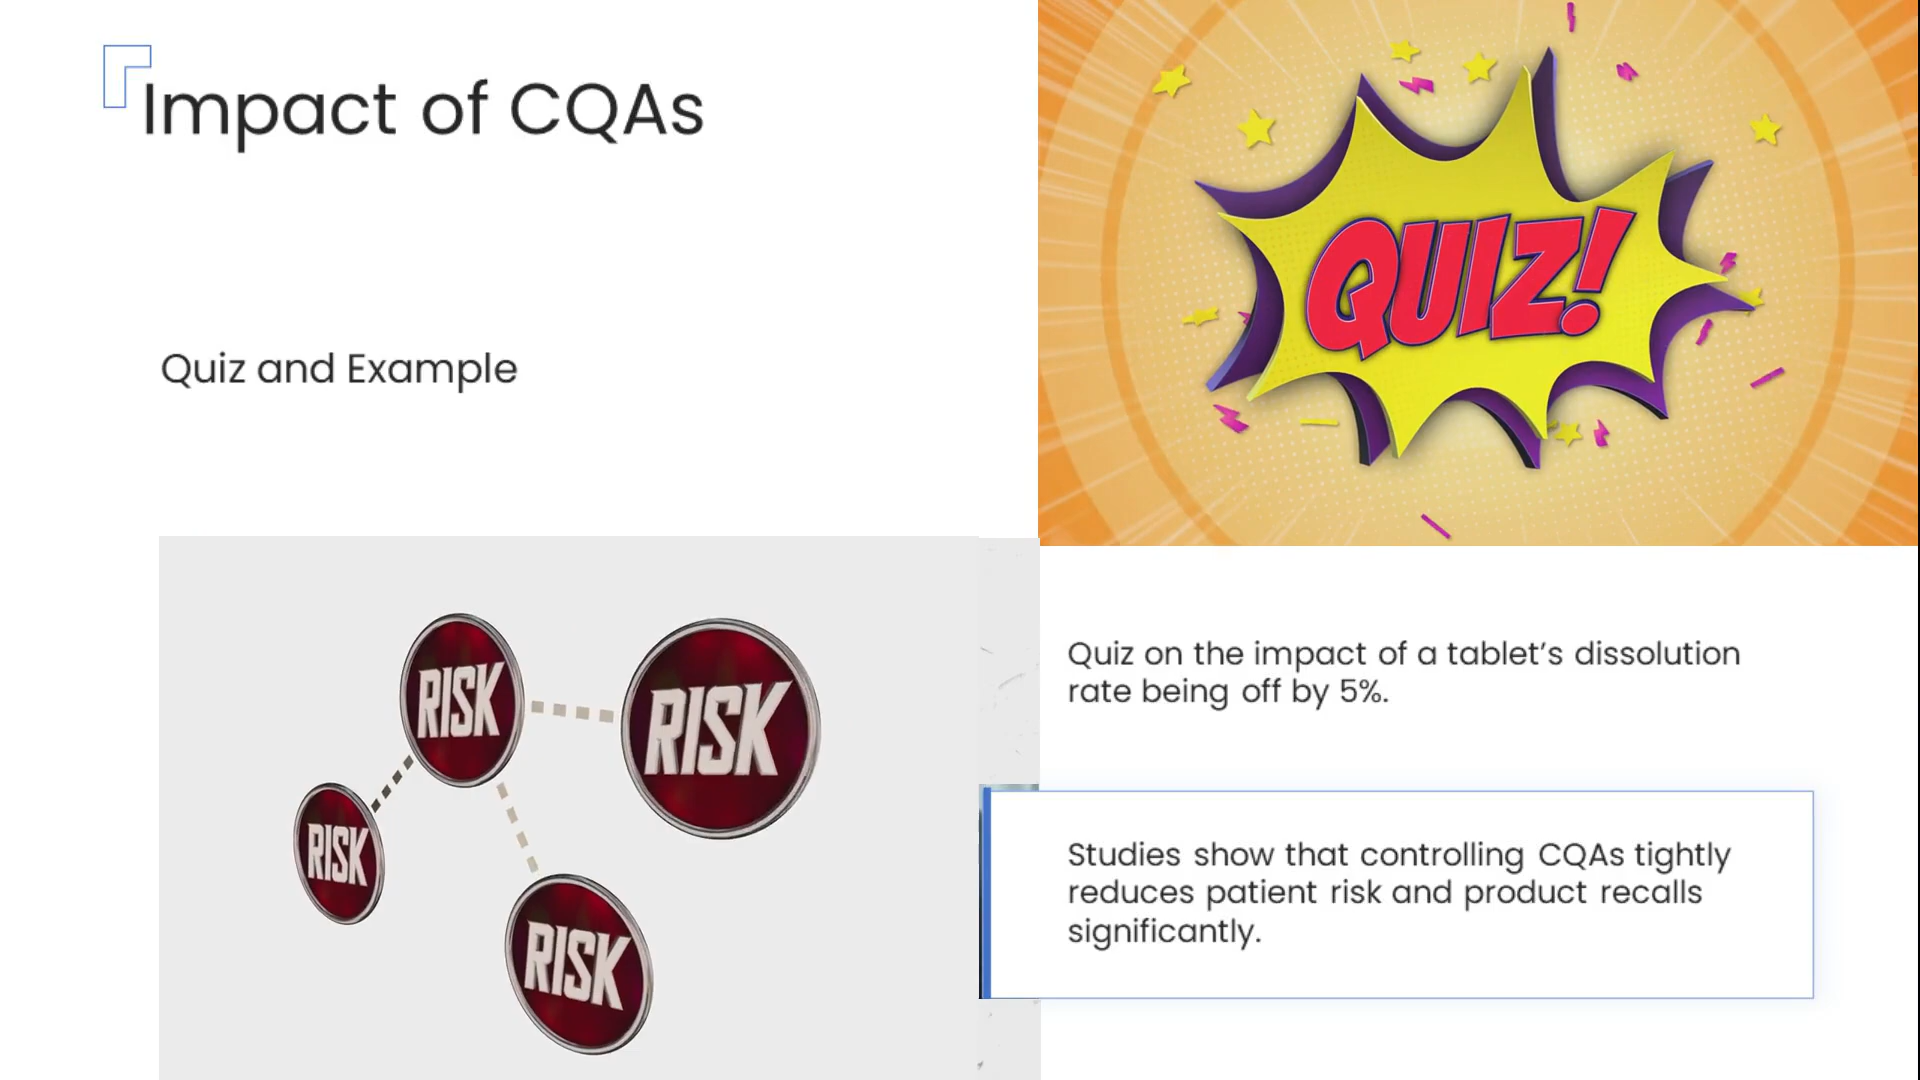 Impact of CQAs
QUIZ!
Quiz and Example
RISK
RISK
RISK
RISK
Quiz on the impact of a tablet’s dissolution
rate being off by 5%.
Studies show that controlling CQAs tightly
reduces patient risk and product recalls
significantly.